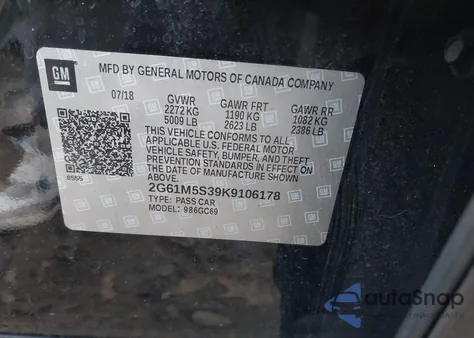 GM
MFD BY GENERAL MOTORS OF CANADA COMPANY
07/18 GVWR GAWR FRT GAWR RR
2272 KG 1190 KG 1082 KG
5009 LB 2623 LB 2386 LB
THIS VEHICLE CONFORMS TO ALL
APPLICABLE U.S. FEDERAL MOTOR
VEHICLE SAFETY, BUMPER, AND THEFT
PREVENTION STANDARDS IN EFFECT ON
THE DATE OF MANUFACTURE SHOWN ABOVE.
8555
2G61M5S39K9106178
TYPE: PASS CAR
MODEL: 986GC69
autoSnap